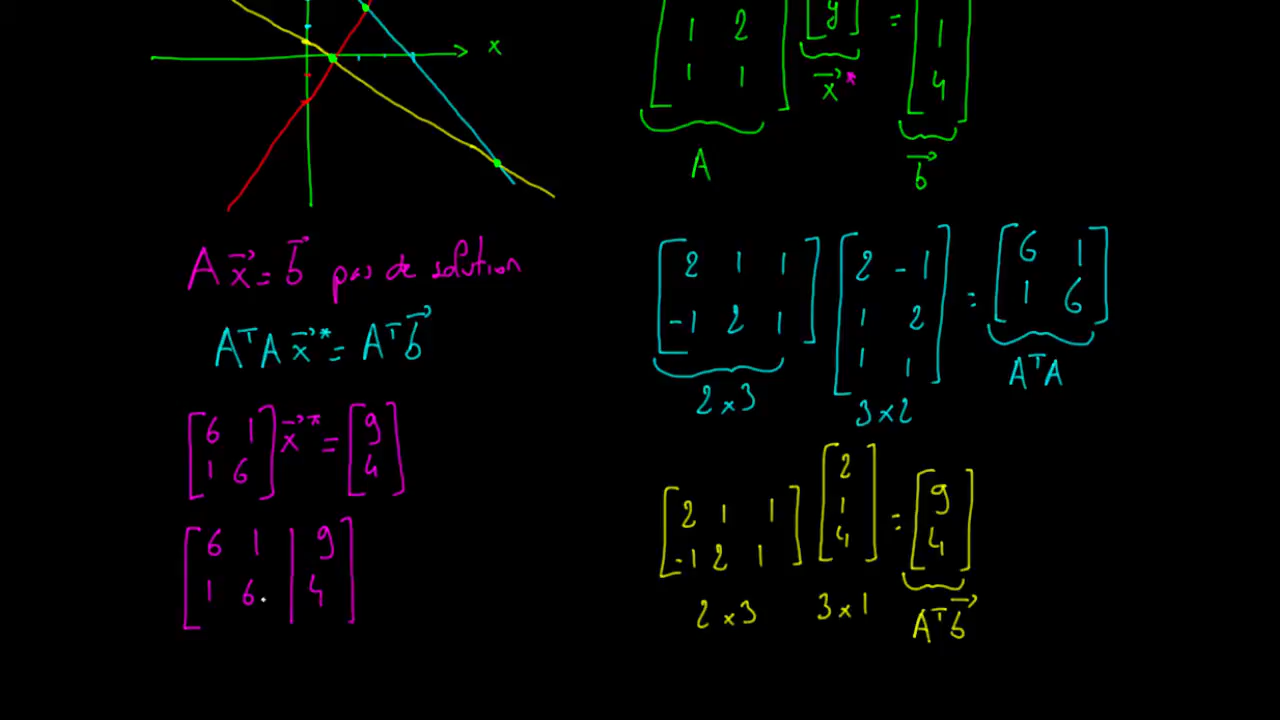 x
[ 1 2 ] [ y ] = [ 1 ]
[ 1 1 ] [ 4 ]
x⃗*
A
b⃗
A x⃗ = b⃗ pas de solution
AᵀA x⃗* = Aᵀ b⃗
[ 6 1 ] x⃗* = [ 9 ]
[ 1 6 ] [ 4 ]
[ 6 1 | 9 ]
[ 1 6 | 4 ]
[ 2 1 1 ] [ 2 -1 ] = [ 6 1 ]
[ -1 2 1 ] [ 1 2 ] [ 1 6 ]
[ 1 1 ]
2×3 3×2 AᵀA
[ 2 1 1 ] [ 2 ] = [ 9 ]
[ -1 2 1 ] [ 1 ] [ 4 ]
[ 4 ]
2×3 3×1 Aᵀ b⃗